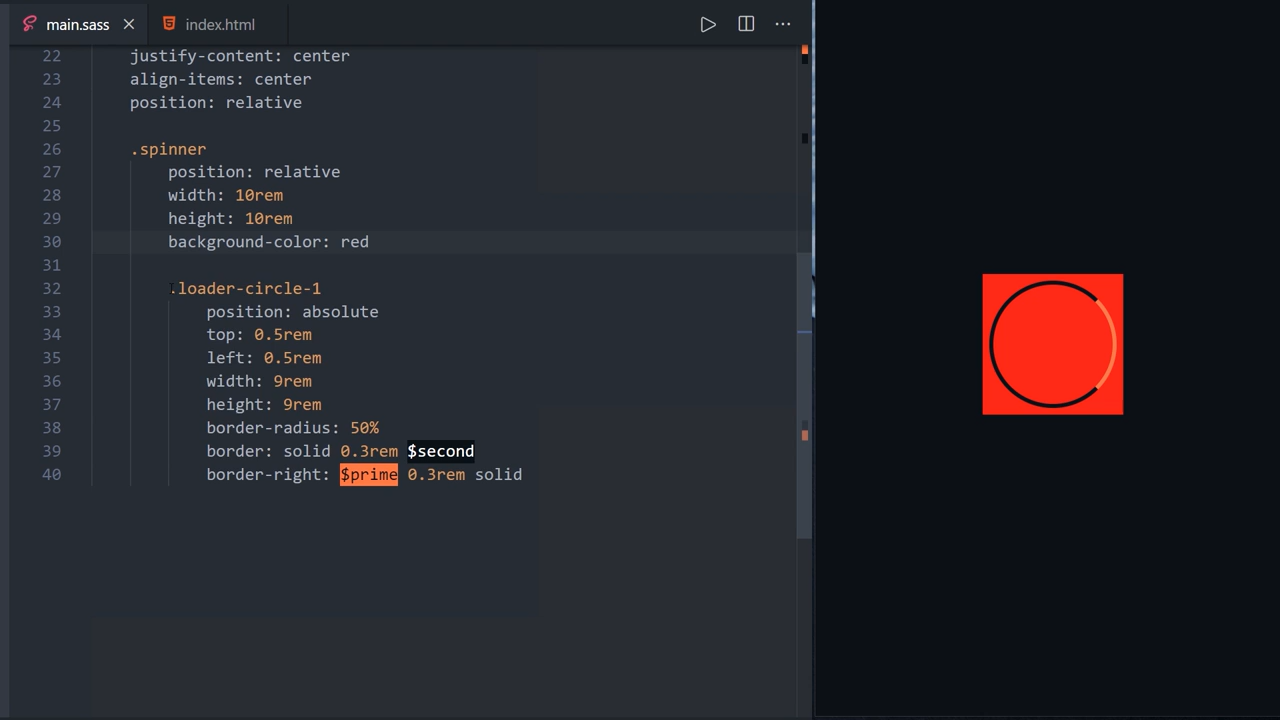 main.sass
index.html
22 justify-content: center
23 align-items: center
24 position: relative
25
26 .spinner
27 position: relative
28 width: 10rem
29 height: 10rem
30 background-color: red
31
32 .loader-circle-1
33 position: absolute
34 top: 0.5rem
35 left: 0.5rem
36 width: 9rem
37 height: 9rem
38 border-radius: 50%
39 border: solid 0.3rem $second
40 border-right: $prime 0.3rem solid